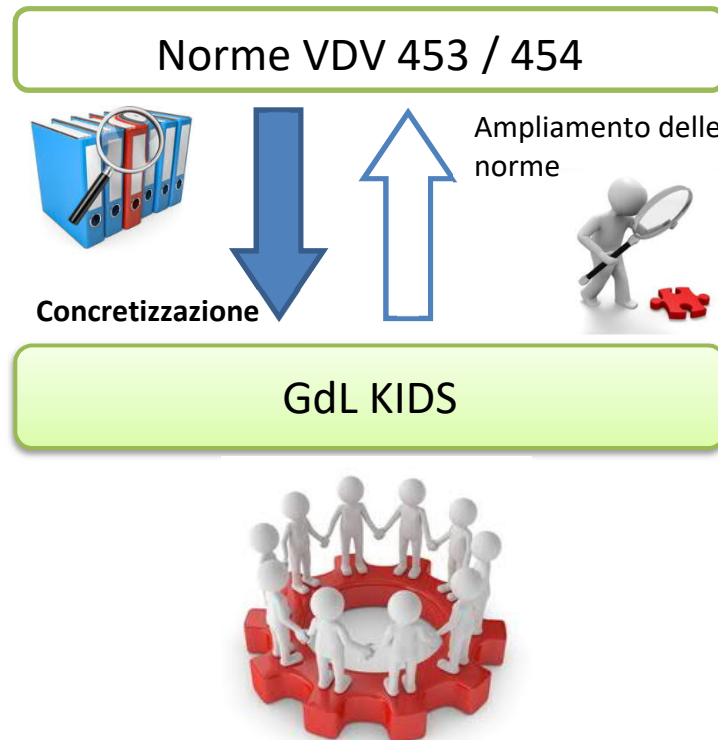 Norme VDV 453 / 454
Ampliamento delle
norme
Concretizzazione
GdL KIDS